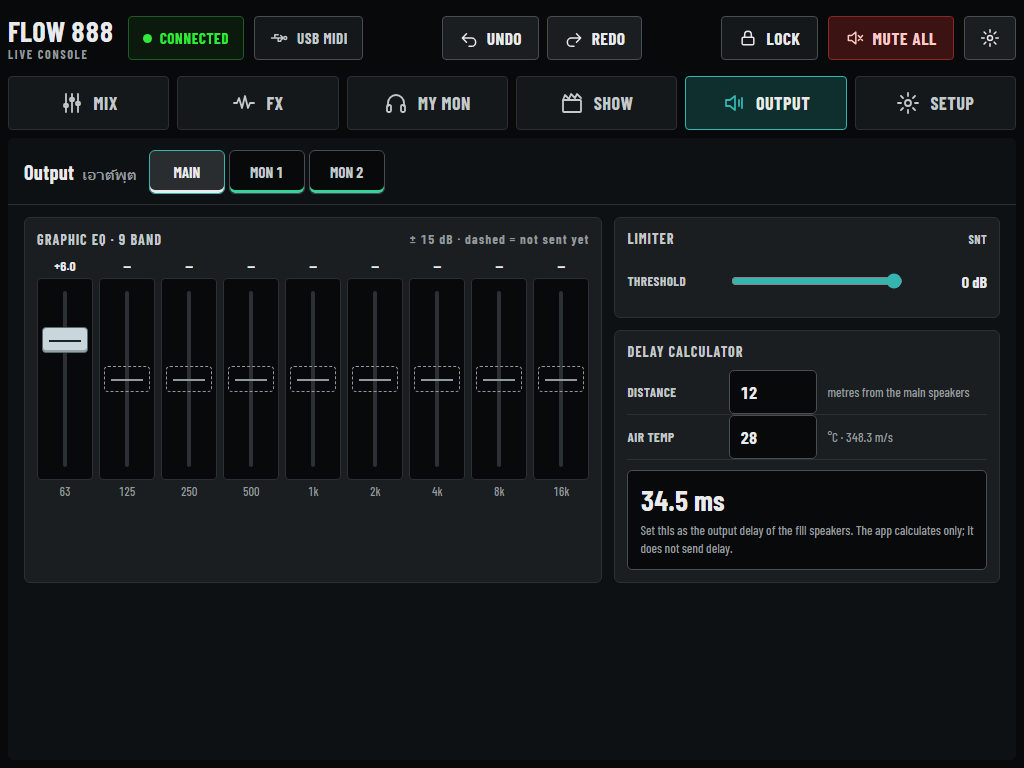 FLOW 888
LIVE CONSOLE
CONNECTED
USB MIDI
UNDO
REDO
LOCK
MUTE ALL
MIX
FX
MY MON
SHOW
OUTPUT
SETUP
Output เอาต์พุต
MAIN
MON 1
MON 2
GRAPHIC EQ · 9 BAND
± 15 dB · dashed = not sent yet
+6.0 – – – – – – – –
63 125 250 500 1k 2k 4k 8k 16k
LIMITER
SNT
THRESHOLD
0 dB
DELAY CALCULATOR
DISTANCE 12 metres from the main speakers
AIR TEMP 28 °C · 348.3 m/s
34.5 ms
Set this as the output delay of the fill speakers. The app calculates only; it
does not send delay.